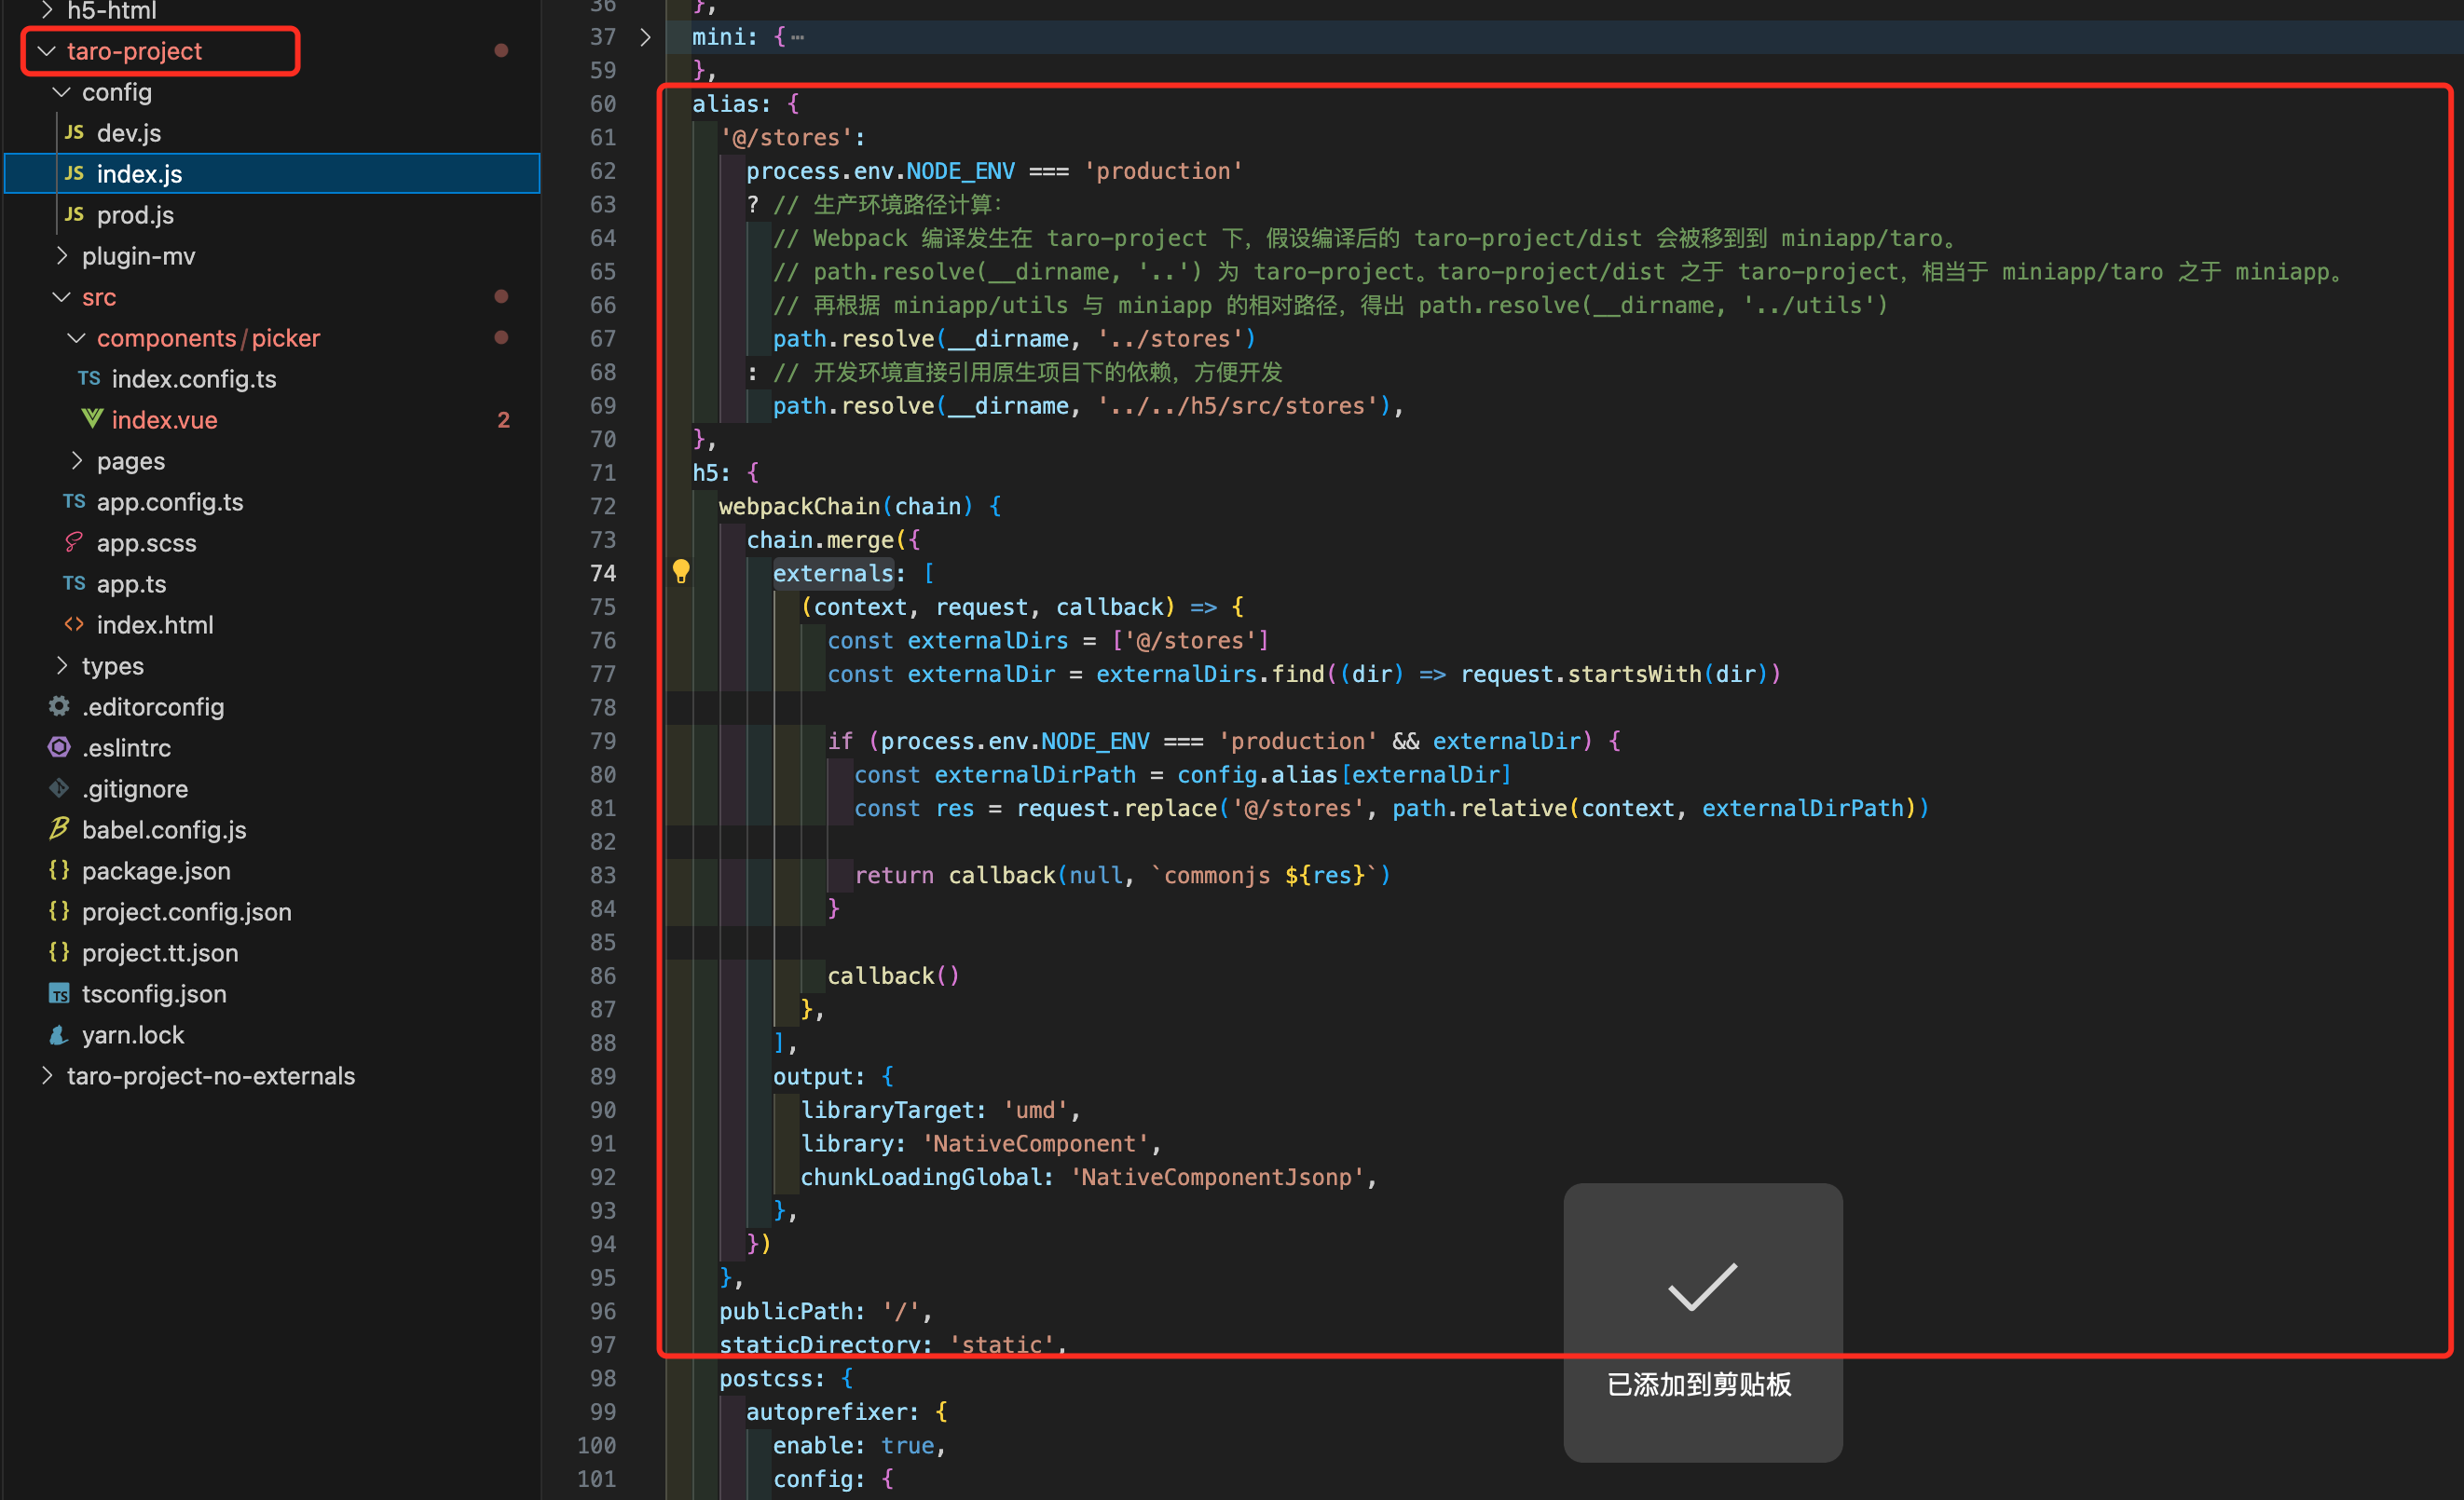 h5-html
taro-project
config
JS dev.js
JS index.js
JS prod.js
plugin-mv
src
components/picker
TS index.config.ts
index.vue 2
pages
TS app.config.ts
app.scss
TS app.ts
<> index.html
types
.editorconfig
.eslintrc
.gitignore
babel.config.js
{} package.json
{} project.config.json
{} project.tt.json
TS tsconfig.json
yarn.lock
taro-project-no-externals
36 },
37 mini: {⋯
59 },
60 alias: {
61 '@/stores':
62 process.env.NODE_ENV === 'production'
63 ? // 生产环境路径计算：
64 // Webpack 编译发生在 taro-project 下，假设编译后的 taro-project/dist 会被移到到 miniapp/taro。
65 // path.resolve(__dirname, '..') 为 taro-project。taro-project/dist 之于 taro-project，相当于 miniapp/taro 之于 miniapp。
66 // 再根据 miniapp/utils 与 miniapp 的相对路径，得出 path.resolve(__dirname, '../utils')
67 path.resolve(__dirname, '../stores')
68 : // 开发环境直接引用原生项目下的依赖，方便开发
69 path.resolve(__dirname, '../../h5/src/stores'),
70 },
71 h5: {
72 webpackChain(chain) {
73 chain.merge({
74 externals: [
75 (context, request, callback) => {
76 const externalDirs = ['@/stores']
77 const externalDir = externalDirs.find((dir) => request.startsWith(dir))
78
79 if (process.env.NODE_ENV === 'production' && externalDir) {
80 const externalDirPath = config.alias[externalDir]
81 const res = request.replace('@/stores', path.relative(context, externalDirPath))
82
83 return callback(null, `commonjs ${res}`)
84 }
85
86 callback()
87 },
88 ],
89 output: {
90 libraryTarget: 'umd',
91 library: 'NativeComponent',
92 chunkLoadingGlobal: 'NativeComponentJsonp',
93 },
94 })
95 },
96 publicPath: '/',
97 staticDirectory: 'static',
98 postcss: {
99 autoprefixer: {
100 enable: true,
101 config: {
已添加到剪贴板